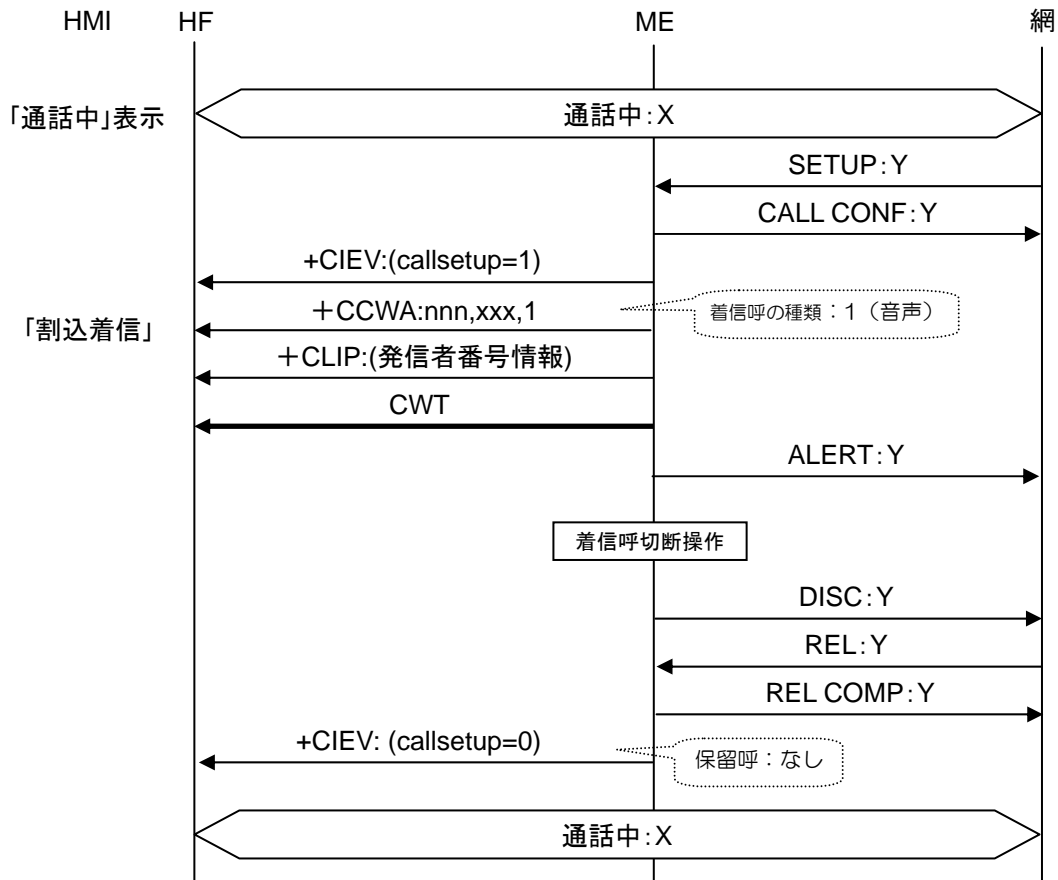 HMI HF ME 網
「通話中」表示
通話中:X
SETUP:Y
CALL CONF:Y
+CIEV:(callsetup=1)
「割込着信」
+CCWA:nnn,xxx,1
着信呼の種類:1(音声)
+CLIP:(発信者番号情報)
CWT
ALERT:Y
着信呼切断操作
DISC:Y
REL:Y
REL COMP:Y
+CIEV: (callsetup=0)
保留呼:なし
通話中:X